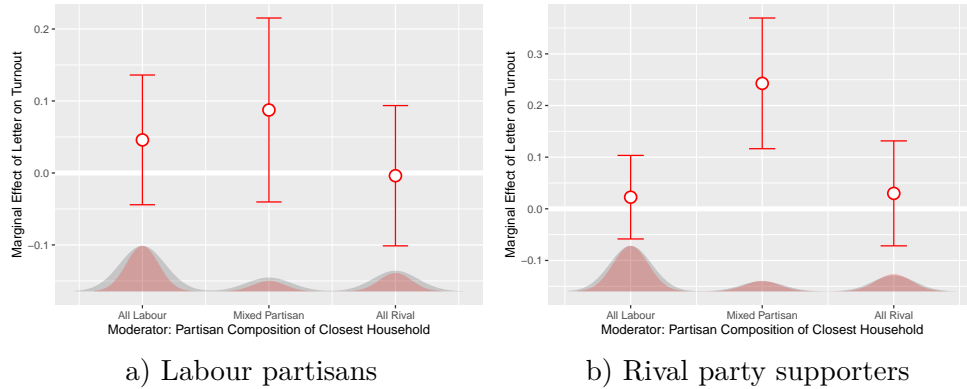 Marginal Effect of Letter on Turnout
0.2
0.1
0.0
−0.1
All Labour Mixed Partisan All Rival
Moderator: Partisan Composition of Closest Household
a) Labour partisans
Marginal Effect of Letter on Turnout
0.3
0.2
0.1
0.0
−0.1
All Labour Mixed Partisan All Rival
Moderator: Partisan Composition of Closest Household
b) Rival party supporters